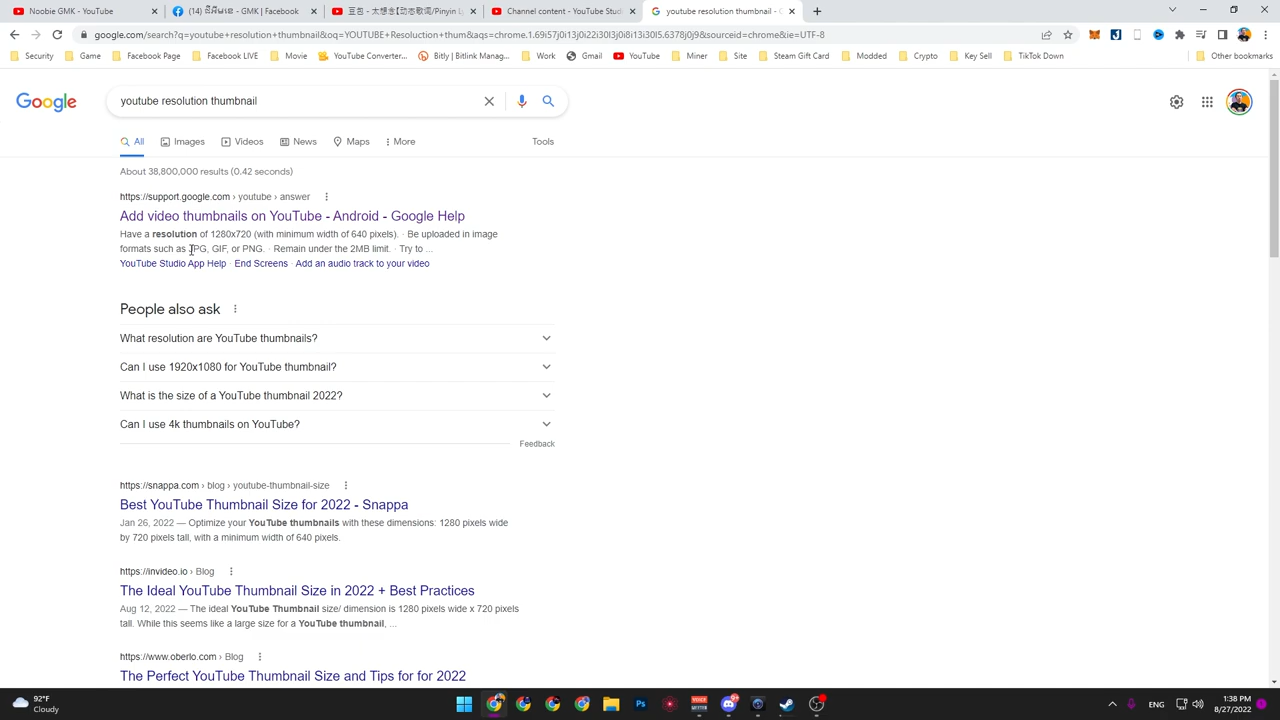 Noobie GMK - YouTube
(14) នីអឹមខេ - GMK | Facebook
Channel content - YouTube Studi
youtube resolution thumbnail - G
google.com/search?q=youtube+resolution+thumbnail&oq=YOUTUBE+Resoluction+thum&aqs=chrome.1.69i57j0i13j0i22i30l3j0i8i13i30l5.6378j0j9&sourceid=chrome&ie=UTF-8
Security
Game
Facebook Page
Facebook LIVE
Movie
YouTube Converter...
Bitly | Bitlink Manag...
Work
Gmail
YouTube
Miner
Site
Steam Gift Card
Modded
Crypto
Key Sell
TikTok Down
Other bookmarks
Google
youtube resolution thumbnail
All
Images
Videos
News
Maps
More
Tools
About 38,800,000 results (0.42 seconds)
https://support.google.com › youtube › answer
Add video thumbnails on YouTube - Android - Google Help
Have a resolution of 1280x720 (with minimum width of 640 pixels). · Be uploaded in image
formats such as JPG, GIF, or PNG. · Remain under the 2MB limit. · Try to ...
YouTube Studio App Help · End Screens · Add an audio track to your video
People also ask
What resolution are YouTube thumbnails?
Can I use 1920x1080 for YouTube thumbnail?
What is the size of a YouTube thumbnail 2022?
Can I use 4k thumbnails on YouTube?
Feedback
https://snappa.com › blog › youtube-thumbnail-size
Best YouTube Thumbnail Size for 2022 - Snappa
Jan 26, 2022 — Optimize your YouTube thumbnails with these dimensions: 1280 pixels wide
by 720 pixels tall, with a minimum width of 640 pixels.
https://invideo.io › Blog
The Ideal YouTube Thumbnail Size in 2022 + Best Practices
Aug 12, 2022 — The ideal YouTube Thumbnail size/ dimension is 1280 pixels wide x 720 pixels
tall. While this seems like a large size for a YouTube thumbnail, ...
https://www.oberlo.com › Blog
The Perfect YouTube Thumbnail Size and Tips for for 2022
92°F
Cloudy
ENG
1:38 PM
8/27/2022